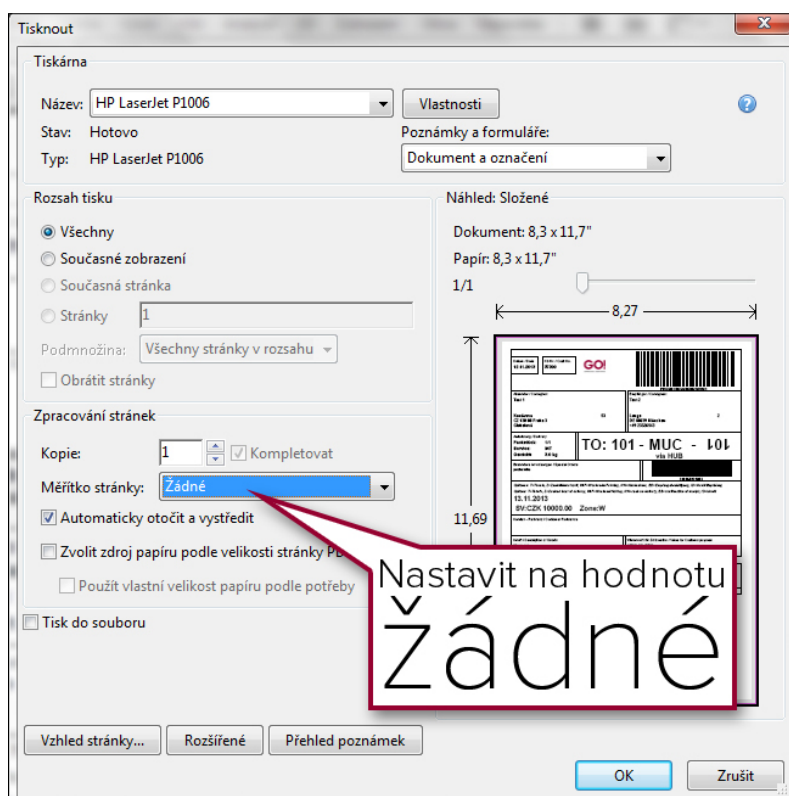 Tisknout
Tiskárna
Název: HP LaserJet P1006 Vlastnosti
Stav: Hotovo Poznámky a formuláře:
Typ: HP LaserJet P1006 Dokument a označení
Rozsah tisku
Všechny
Současné zobrazení
Současná stránka
Stránky 1
Podmnožina: Všechny stránky v rozsahu
Obrátit stránky
Náhled: Složené
Dokument: 8,3 x 11,7"
Papír: 8,3 x 11,7"
1/1
8,27
GO!
TO: 101 - MUC - 101
via HUB
13.11.2013
SV:CZK 10000.00 Zone:W
11,69
Zpracování stránek
Kopie: 1 Kompletovat
Měřítko stránky: Žádné
Automaticky otočit a vystředit
Zvolit zdroj papíru podle velikosti stránky
Použít vlastní velikost papíru podle potřeby
Tisk do souboru
Nastavit na hodnotu
žádné
Vzhled stránky... Rozšířené Přehled poznámek
OK Zrušit